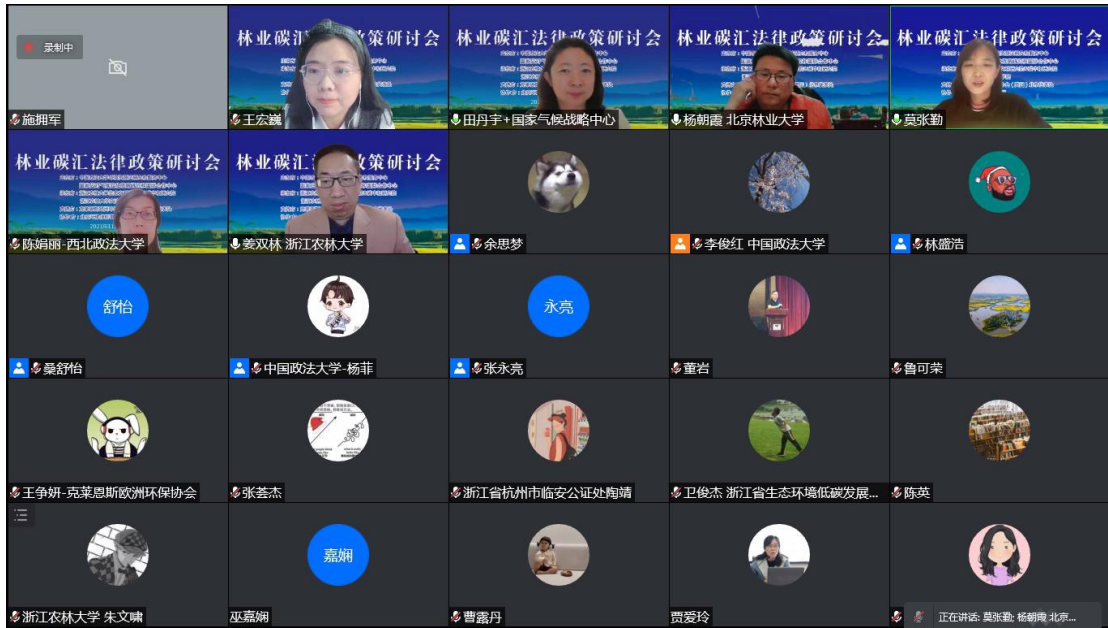 录制中
施拥军
林业碳汇 政策研讨会
王宏巍
林业碳汇法律政策研讨会
田丹宇+国家气候战略中心
林业碳汇法律政策研讨会
杨朝霞 北京林业大学
林业碳汇法律政策研讨会
莫张勤
林业碳汇法律政策研讨会
陈娟丽-西北政法大学
林业碳汇 政策研讨会
姜双林 浙江农林大学
余思梦
李俊红 中国政法大学
林盛浩
舒怡
桑舒怡
中国政法大学-杨菲
永亮
张永亮
董岩
鲁可荣
王争妍-克莱恩斯欧洲环保协会
张荟杰
浙江省杭州市临安公证处陶靖
卫俊杰 浙江省生态环境低碳发展...
陈英
浙江农林大学 朱文啸
嘉娴
巫嘉娴
曹露丹
贾爱玲
正在讲话: 莫张勤; 杨朝霞 北京...